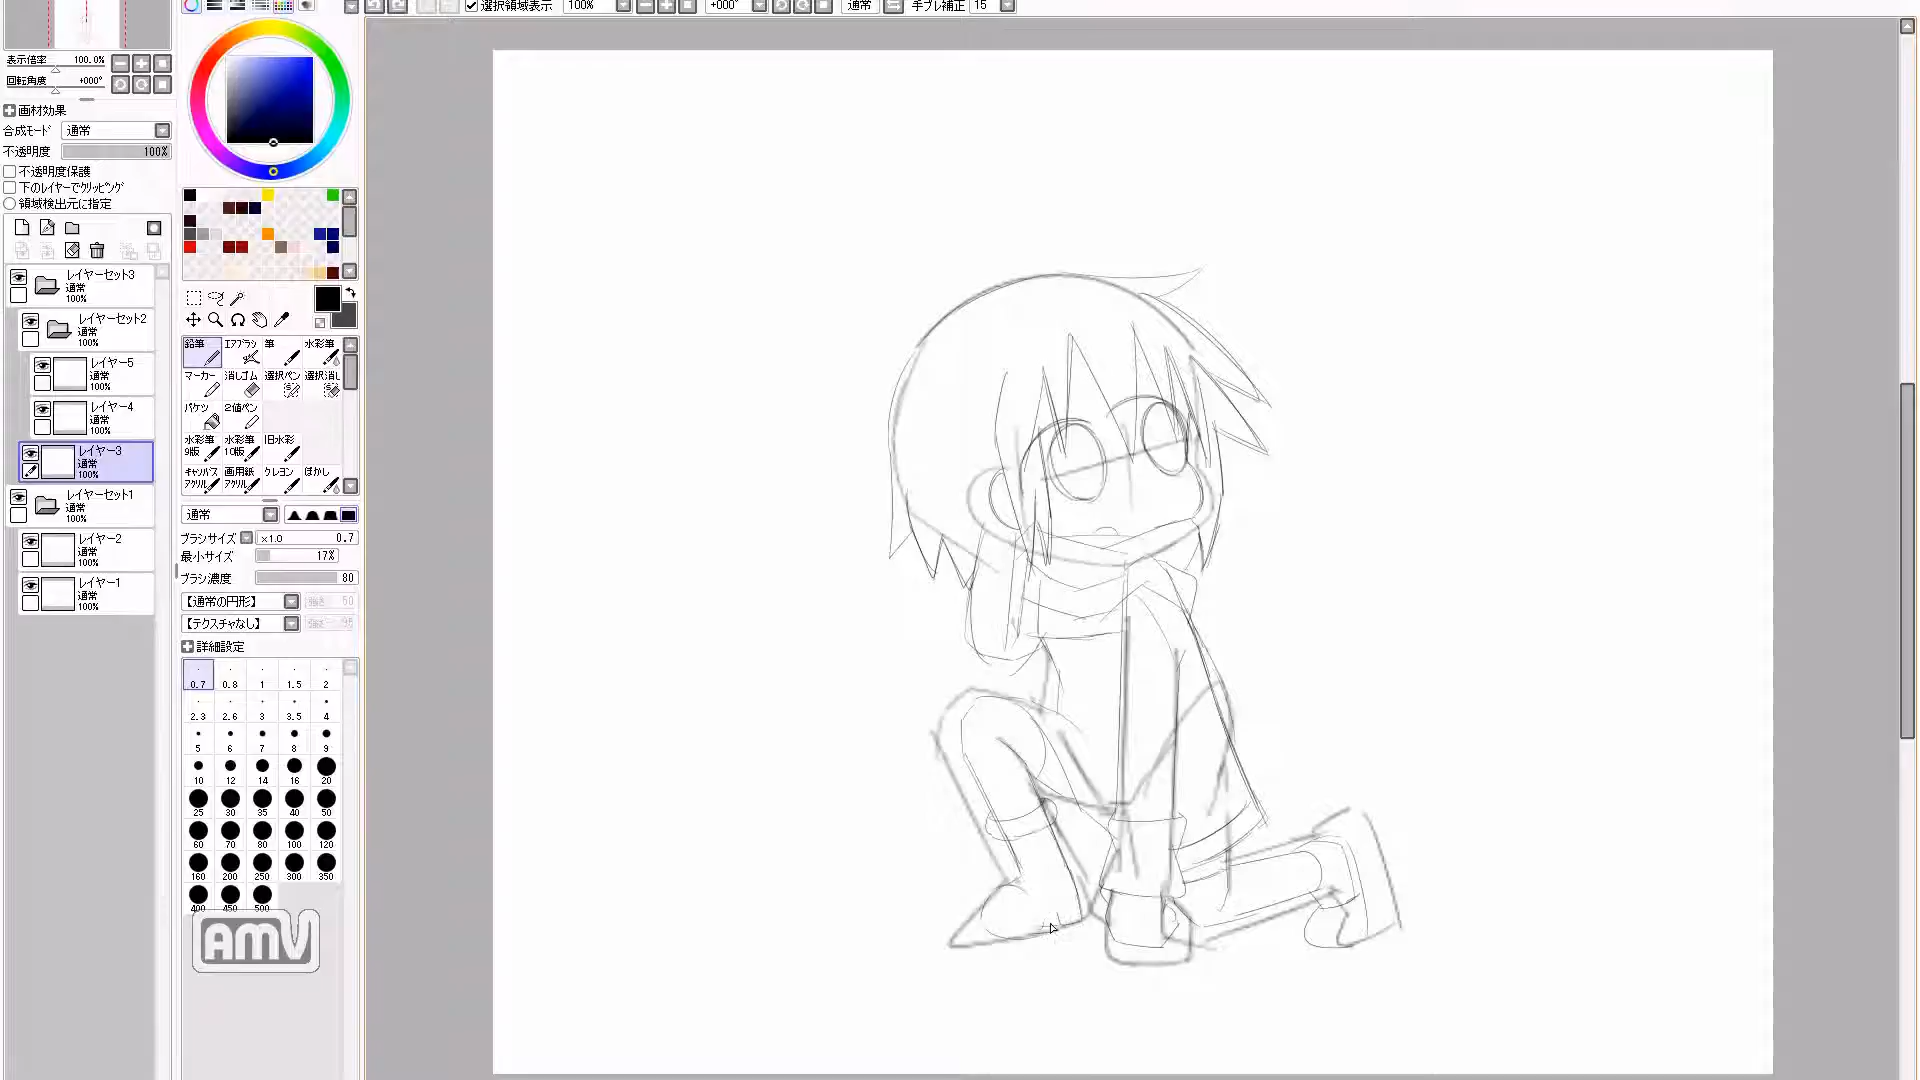 選択領域表示 100% +000° 通常 手ブレ補正 15
表示倍率 100.0%
回転角度 +000°
画材効果
合成モード 通常
不透明度 100%
不透明度保護
下のレイヤーでクリッピング
領域検出元に指定
レイヤーセット3
通常
100%
レイヤーセット2
通常
100%
レイヤー5
通常
100%
レイヤー4
通常
100%
レイヤー3
通常
100%
レイヤーセット1
通常
100%
レイヤー2
通常
100%
レイヤー1
通常
100%
鉛筆 エアブラシ 筆 水彩筆
マーカー 消しゴム 選択ペン 選択消し
バケツ 2値ペン
水彩筆 水彩筆 旧水彩
9版 10版
キャンバス 画用紙 クレヨン ぼかし
アクリル アクリル
通常
ブラシサイズ ×1.0 0.7
最小サイズ 17%
ブラシ濃度 80
【通常の円形】 強さ 50
【テクスチャなし】 強さ 95
詳細設定
0.7 0.8 1 1.5 2
2.3 2.6 3 3.5 4
5 6 7 8 9
10 12 14 16 20
25 30 35 40 50
60 70 80 100 120
160 200 250 300 350
400 450 500
AMV